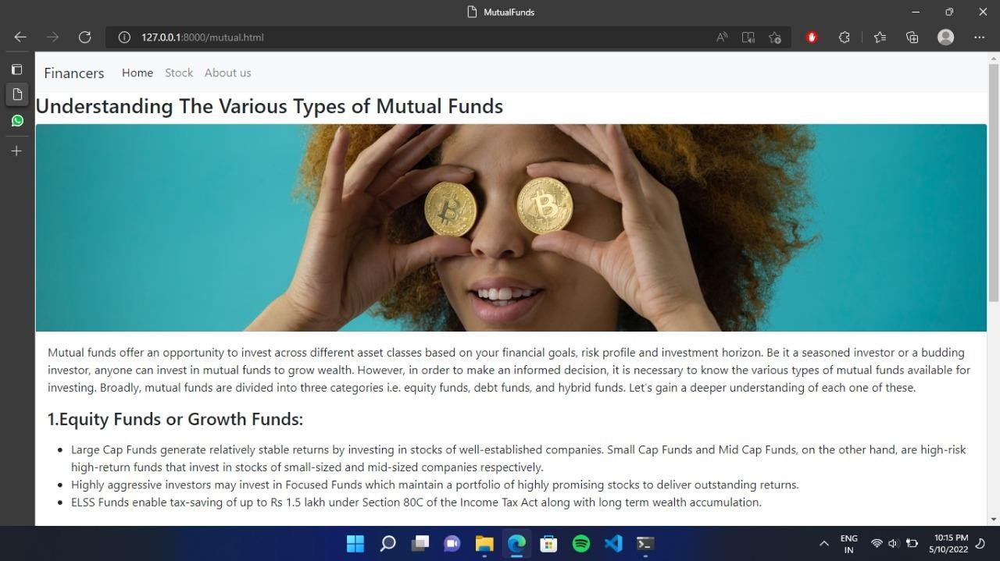 MutualFunds
127.0.0.1:8000/mutual.html
Financers Home Stock About us
Understanding The Various Types of Mutual Funds
Mutual funds offer an opportunity to invest across different asset classes based on your financial goals, risk profile and investment horizon. Be it a seasoned investor or a budding
investor, anyone can invest in mutual funds to grow wealth. However, in order to make an informed decision, it is necessary to know the various types of mutual funds available for
investing. Broadly, mutual funds are divided into three categories i.e. equity funds, debt funds, and hybrid funds. Let's gain a deeper understanding of each one of these.
1.Equity Funds or Growth Funds:
• Large Cap Funds generate relatively stable returns by investing in stocks of well-established companies. Small Cap Funds and Mid Cap Funds, on the other hand, are high-risk
high-return funds that invest in stocks of small-sized and mid-sized companies respectively.
• Highly aggressive investors may invest in Focused Funds which maintain a portfolio of highly promising stocks to deliver outstanding returns.
• ELSS Funds enable tax-saving of up to Rs 1.5 lakh under Section 80C of the Income Tax Act along with long term wealth accumulation.
ENG
IN
10:15 PM
5/10/2022